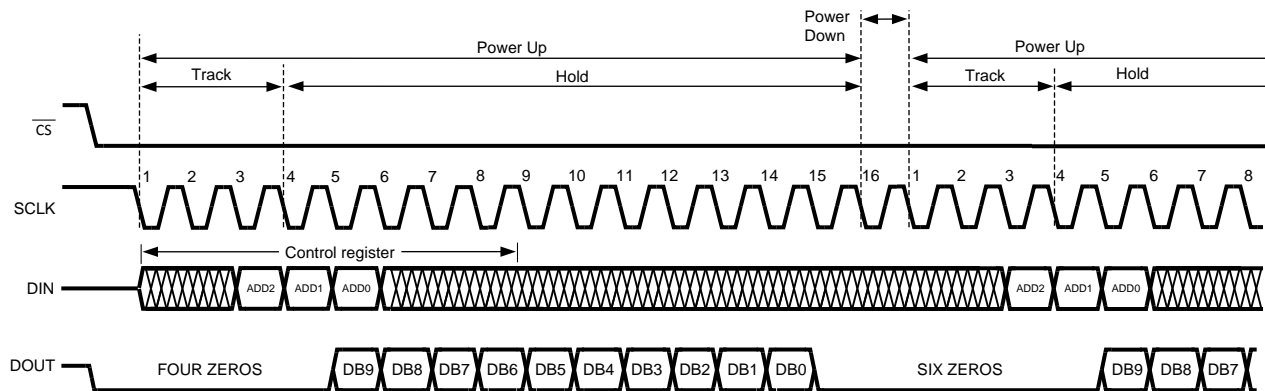 Power
Down
Power Up
Power Up
Track
Hold
Track
Hold
CS
SCLK
1 2 3 4 5 6 7 8 9 10 11 12 13 14 15 16 1 2 3 4 5 6 7 8
Control register
DIN
ADD2 ADD1 ADD0 ADD2 ADD1 ADD0
DOUT
FOUR ZEROS DB9 DB8 DB7 DB6 DB5 DB4 DB3 DB2 DB1 DB0 SIX ZEROS DB9 DB8 DB7